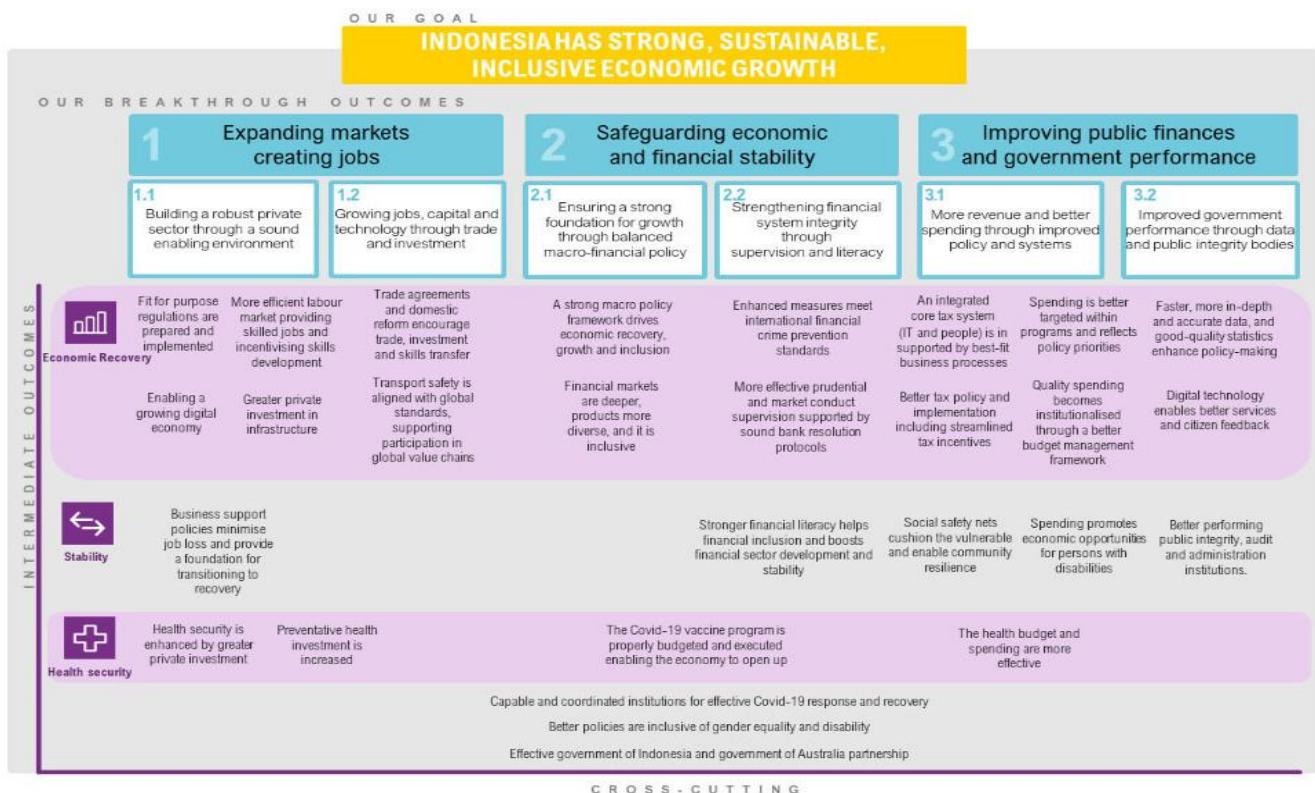 OUR GOAL
INDONESIA HAS STRONG, SUSTAINABLE,
INCLUSIVE ECONOMIC GROWTH
OUR BREAKTHROUGH OUTCOMES
1
Expanding markets
creating jobs
2
Safeguarding economic
and financial stability
3
Improving public finances
and government performance
1.1
Building a robust private
sector through a sound
enabling environment
1.2
Growing jobs, capital and
technology through trade
and investment
2.1
Ensuring a strong
foundation for growth
through balanced
macro-financial policy
2.2
Strengthening financial
system integrity
through
supervision and literacy
3.1
More revenue and better
spending through improved
policy and systems
3.2
Improved government
performance through data
and public integrity bodies
INTERMEDIATE OUTCOMES
Economic Recovery
Fit for purpose
regulations are
prepared and
implemented
More efficient labour
market providing
skilled jobs and
incentivising skills
development
Trade agreements
and domestic
reform encourage
trade, investment
and skills transfer
A strong macro policy
framework drives
economic recovery,
growth and inclusion
Enhanced measures meet
international financial
crime prevention
standards
An integrated
core tax system
(IT and people) is in
supported by best-fit
business processes
Spending is better
targeted within
programs and reflects
policy priorities
Faster, more in-depth
and accurate data, and
good-quality statistics
enhance policy-making
Enabling a
growing digital
economy
Greater private
investment in
infrastructure
Transport safety is
aligned with global
standards,
supporting
participation in
global value chains
Financial markets
are deeper,
products more
diverse, and it is
inclusive
More effective prudential
and market conduct
supervision supported by
sound bank resolution
protocols
Better tax policy and
implementation
including streamlined
tax incentives
Quality spending
becomes
institutionalised
through a better
budget management
framework
Digital technology
enables better services
and citizen feedback
Stability
Business support
policies minimise
job loss and provide
a foundation for
transitioning to
recovery
Stronger financial literacy helps
financial inclusion and boosts
financial sector development and
stability
Social safety nets
cushion the vulnerable
and enable community
resilience
Spending promotes
economic opportunities
for persons with
disabilities
Better performing
public integrity, audit
and administration
institutions.
Health security
Health security is
enhanced by greater
private investment
Preventative health
investment is
increased
The Covid-19 vaccine program is
properly budgeted and executed
enabling the economy to open up
The health budget and
spending are more
effective
Capable and coordinated institutions for effective Covid-19 response and recovery
Better policies are inclusive of gender equality and disability
Effective government of Indonesia and government of Australia partnership
CROSS-CUTTING